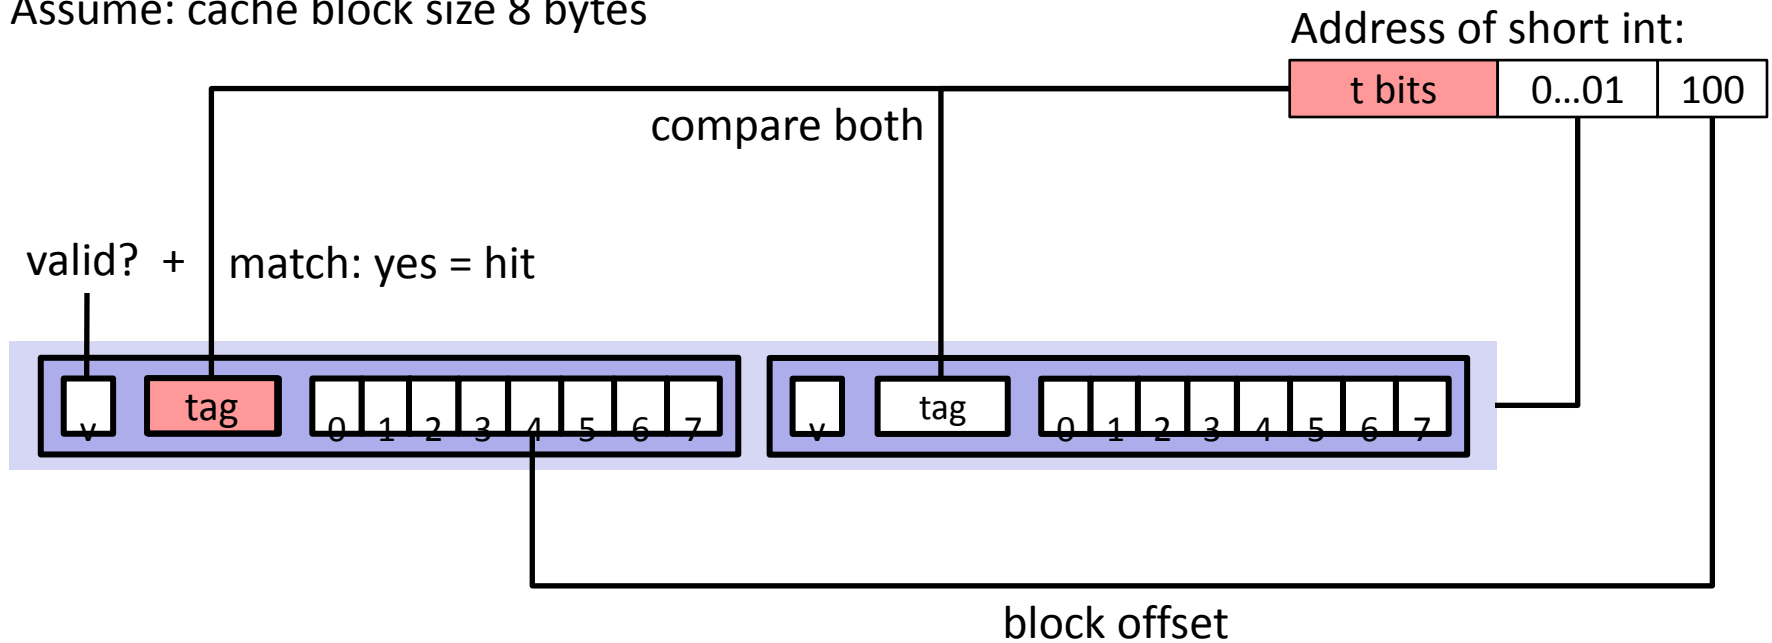 Assume: cache block size 8 bytes
Address of short int:
t bits 0...01 100
compare both
valid? + match: yes = hit
v tag 0 1 2 3 4 5 6 7 v tag 0 1 2 3 4 5 6 7
block offset